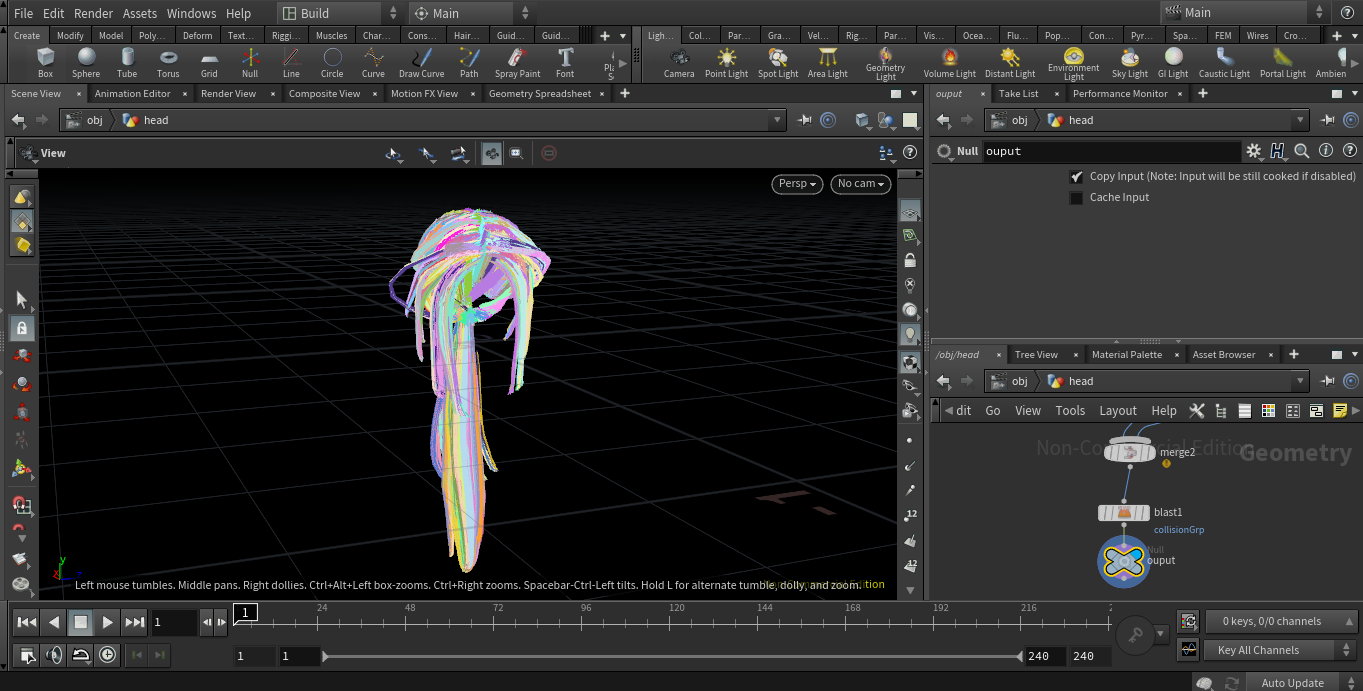 File Edit Render Assets Windows Help Build Main Main
Create Modify Model Poly... Deform Text... Riggi... Muscles Char... Cons... Hair... Guid... Guid... Ligh... Col... Par... Gra... Vel... Rig... Par... Vis... Ocea... Flu... Pop... Con... Pyr... Spa... FEM Wires Cro...
Box Sphere Tube Torus Grid Null Line Circle Curve Draw Curve Path Spray Paint Font Camera Point Light Spot Light Area Light Geometry Light Volume Light Distant Light Environment Light Sky Light GI Light Caustic Light Portal Light Ambien
Scene View Animation Editor Render View Composite View Motion FX View Geometry Spreadsheet
obj head
View
Persp No cam
Left mouse tumbles. Middle pans. Right dollies. Ctrl+Alt+Left box-zooms. Ctrl+Right zooms. Spacebar-Ctrl-Left tilts. Hold L for alternate tumble, dolly, and zoom.
ouput Take List Performance Monitor
obj head
Null ouput
Copy Input (Note: Input will be still cooked if disabled)
Cache Input
/obj/head Tree View Material Palette Asset Browser
obj head
dit Go View Tools Layout Help
Non-Commercial Edition
Geometry
merge2
blast1
collisionGrp
Null
ouput
12
12
y
1 1 24 48 72 96 120 144 168 192 216
0 keys, 0/0 channels
1 1 240 240
Key All Channels
Auto Update